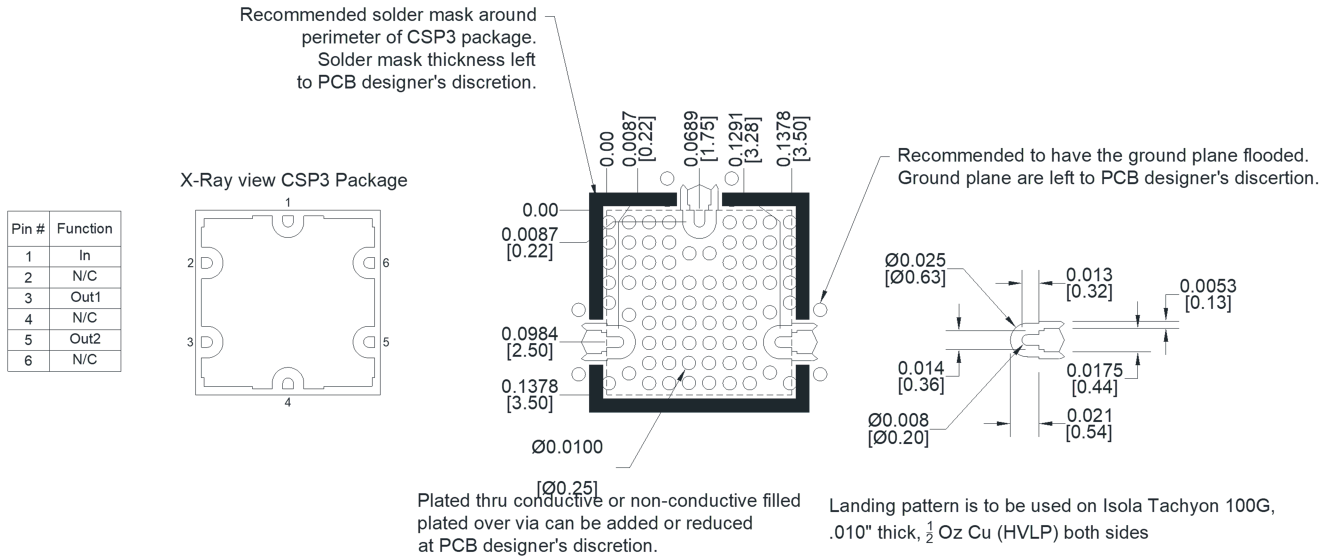 Recommended solder mask around
perimeter of CSP3 package.
Solder mask thickness left
to PCB designer's discretion.
X-Ray view CSP3 Package
1
2
6
3
5
4
Pin # Function
1 In
2 N/C
3 Out1
4 N/C
5 Out2
6 N/C
0.00
0.0087
[0.22]
0.0689
[1.75]
0.1291
[3.28]
0.1378
[3.50]
0.00
0.0087
[0.22]
0.0984
[2.50]
0.1378
[3.50]
Ø0.0100
[Ø0.25]
Plated thru conductive or non-conductive filled
plated over via can be added or reduced
at PCB designer's discretion.
Recommended to have the ground plane flooded.
Ground plane are left to PCB designer's discertion.
Ø0.025
[Ø0.63]
0.013
[0.32]
0.0053
[0.13]
0.014
[0.36]
0.0175
[0.44]
Ø0.008
[Ø0.20]
0.021
[0.54]
Landing pattern is to be used on Isola Tachyon 100G,
.010" thick, 1/2 Oz Cu (HVLP) both sides